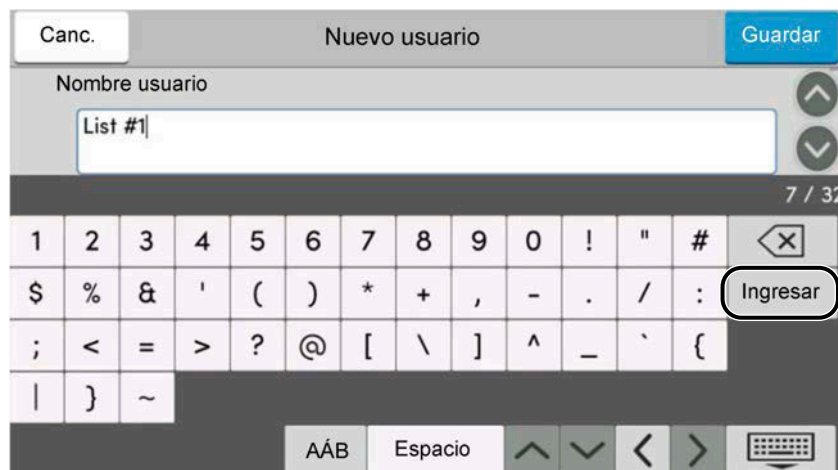 Canc. Nuevo usuario Guardar
Nombre usuario
List #1
7 / 32
1 2 3 4 5 6 7 8 9 0 ! " #
$ % & ' ( ) * + , - . / : Ingresar
; < = > ? @ [ \ ] ^ _ ` {
| } ~
AÁB Espacio